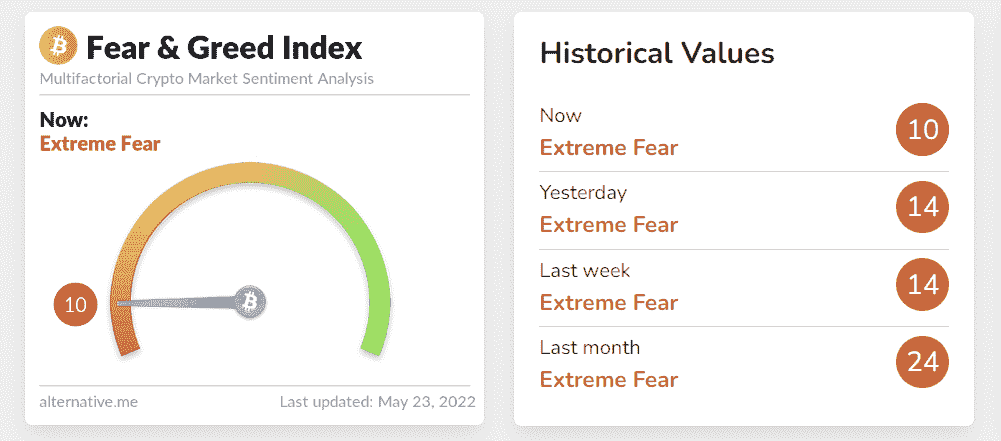 Fear & Greed Index
Multifactorial Crypto Market Sentiment Analysis
Now:
Extreme Fear
10
alternative.me
Last updated: May 23, 2022
Historical Values
Now
Extreme Fear
10
Yesterday
Extreme Fear
14
Last week
Extreme Fear
14
Last month
Extreme Fear
24